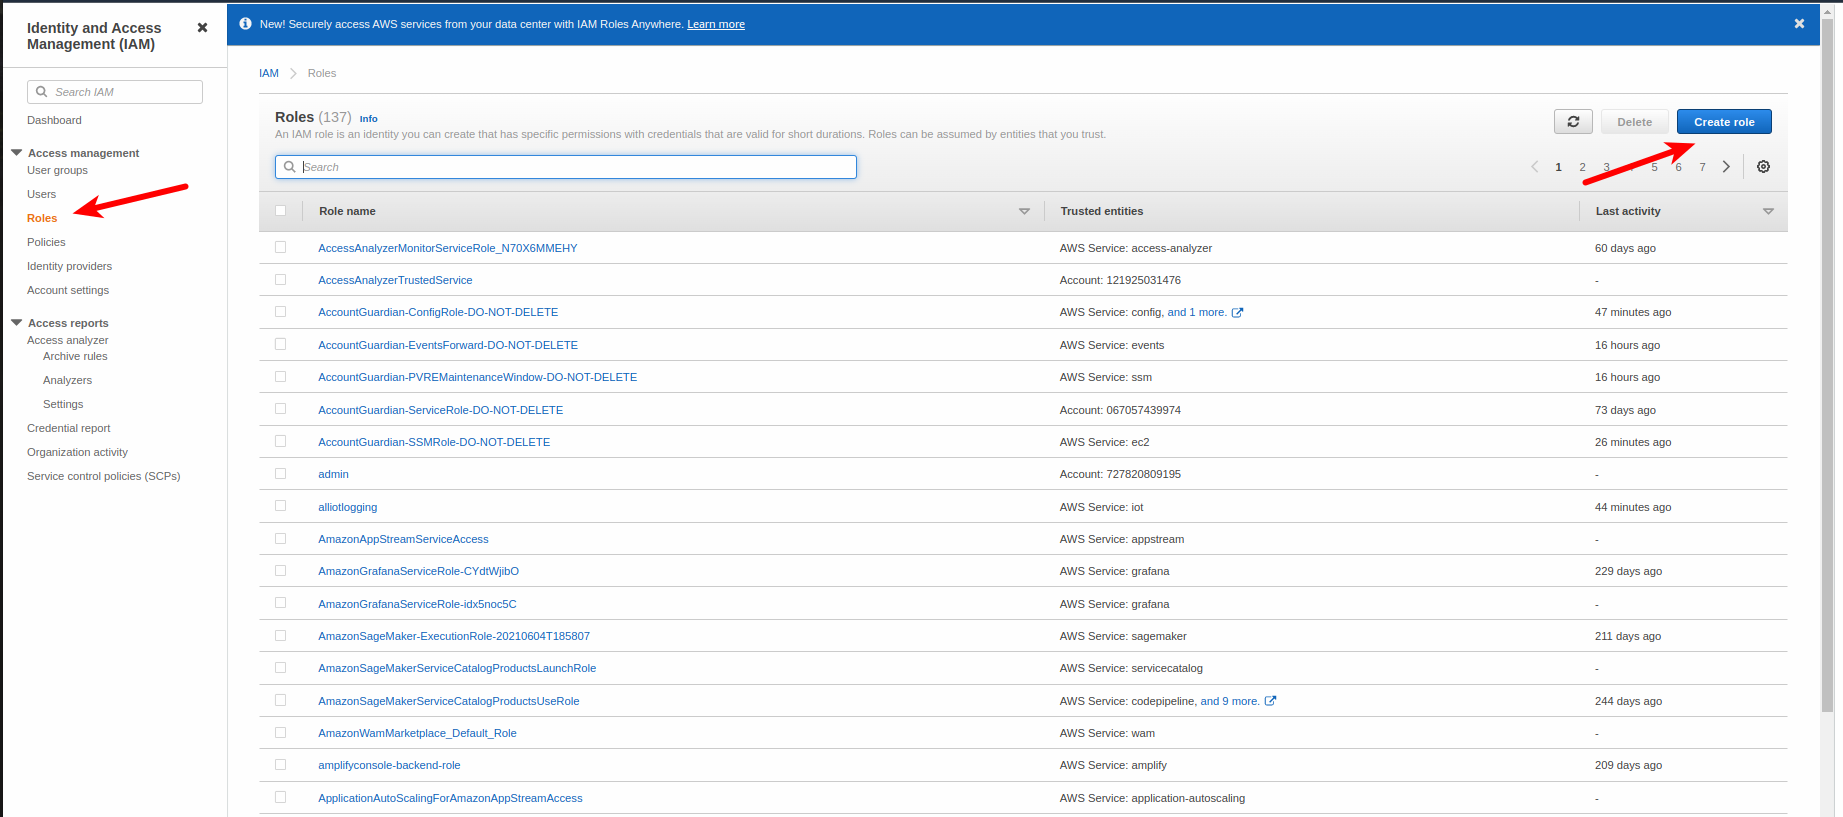 Identity and Access
Management (IAM)
Search IAM
Dashboard
Access management
User groups
Users
Roles
Policies
Identity providers
Account settings
Access reports
Access analyzer
Archive rules
Analyzers
Settings
Credential report
Organization activity
Service control policies (SCPs)
New! Securely access AWS services from your data center with IAM Roles Anywhere. Learn more
IAM Roles
Roles (137) Info
An IAM role is an identity you can create that has specific permissions with credentials that are valid for short durations. Roles can be assumed by entities that you trust.
Delete Create role
Search
1 2 3 5 6 7
Role name Trusted entities Last activity
AccessAnalyzerMonitorServiceRole_N70X6MMEHY AWS Service: access-analyzer 60 days ago
AccessAnalyzerTrustedService Account: 121925031476 -
AccountGuardian-ConfigRole-DO-NOT-DELETE AWS Service: config, and 1 more. 47 minutes ago
AccountGuardian-EventsForward-DO-NOT-DELETE AWS Service: events 16 hours ago
AccountGuardian-PVREMaintenanceWindow-DO-NOT-DELETE AWS Service: ssm 16 hours ago
AccountGuardian-ServiceRole-DO-NOT-DELETE Account: 067057439974 73 days ago
AccountGuardian-SSMRole-DO-NOT-DELETE AWS Service: ec2 26 minutes ago
admin Account: 727820809195 -
alliotlogging AWS Service: iot 44 minutes ago
AmazonAppStreamServiceAccess AWS Service: appstream -
AmazonGrafanaServiceRole-CYdtWjibO AWS Service: grafana 229 days ago
AmazonGrafanaServiceRole-idx5noc5C AWS Service: grafana -
AmazonSageMaker-ExecutionRole-20210604T185807 AWS Service: sagemaker 211 days ago
AmazonSageMakerServiceCatalogProductsLaunchRole AWS Service: servicecatalog -
AmazonSageMakerServiceCatalogProductsUseRole AWS Service: codepipeline, and 9 more. 244 days ago
AmazonWamMarketplace_Default_Role AWS Service: wam -
amplifyconsole-backend-role AWS Service: amplify 209 days ago
ApplicationAutoScalingForAmazonAppStreamAccess AWS Service: application-autoscaling -